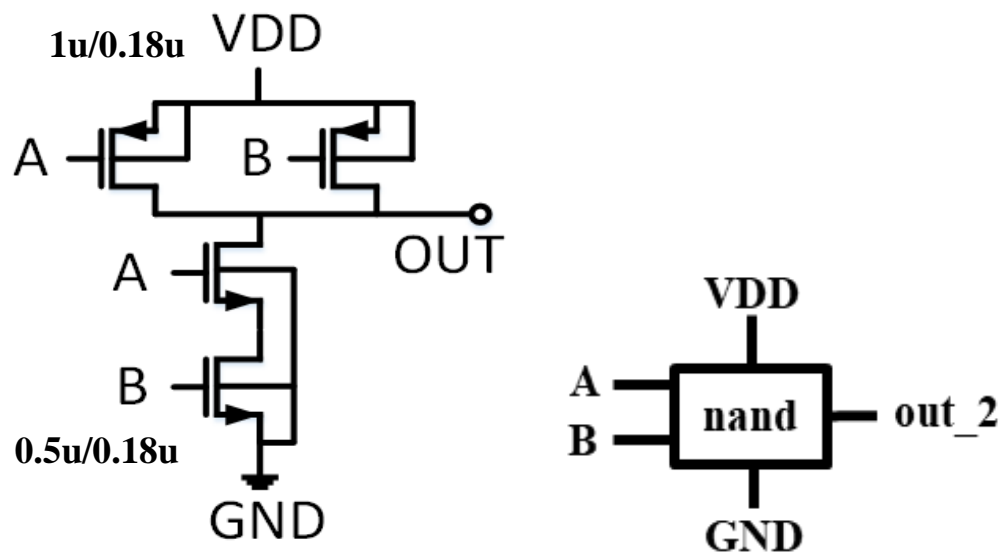 1u/0.18u VDD
A B
OUT
A
B
0.5u/0.18u
GND
VDD
A
nand out_2
B
GND